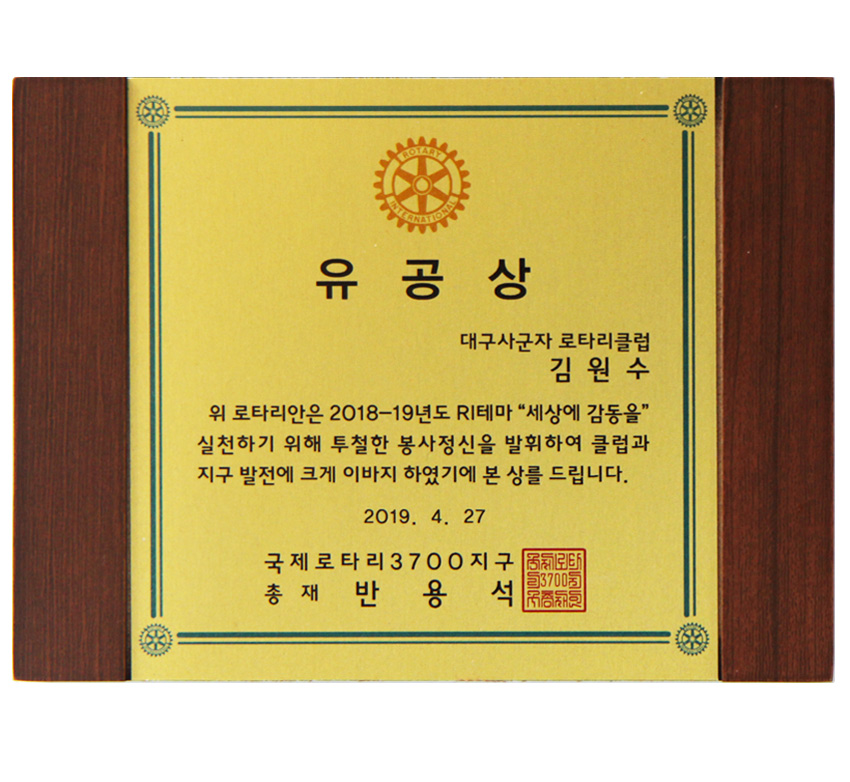 ROTARY
INTERNATIONAL
유 공 상
대구사군자 로타리클럽
김 원 수
위 로타리안은 2018-19년도 RI테마 “세상에 감동을”
실천하기 위해 투철한 봉사정신을 발휘하여 클럽과
지구 발전에 크게 이바지 하였기에 본 상를 드립니다.
2019. 4. 27
국제로타리3700지구
총 재 반 용 석
3700